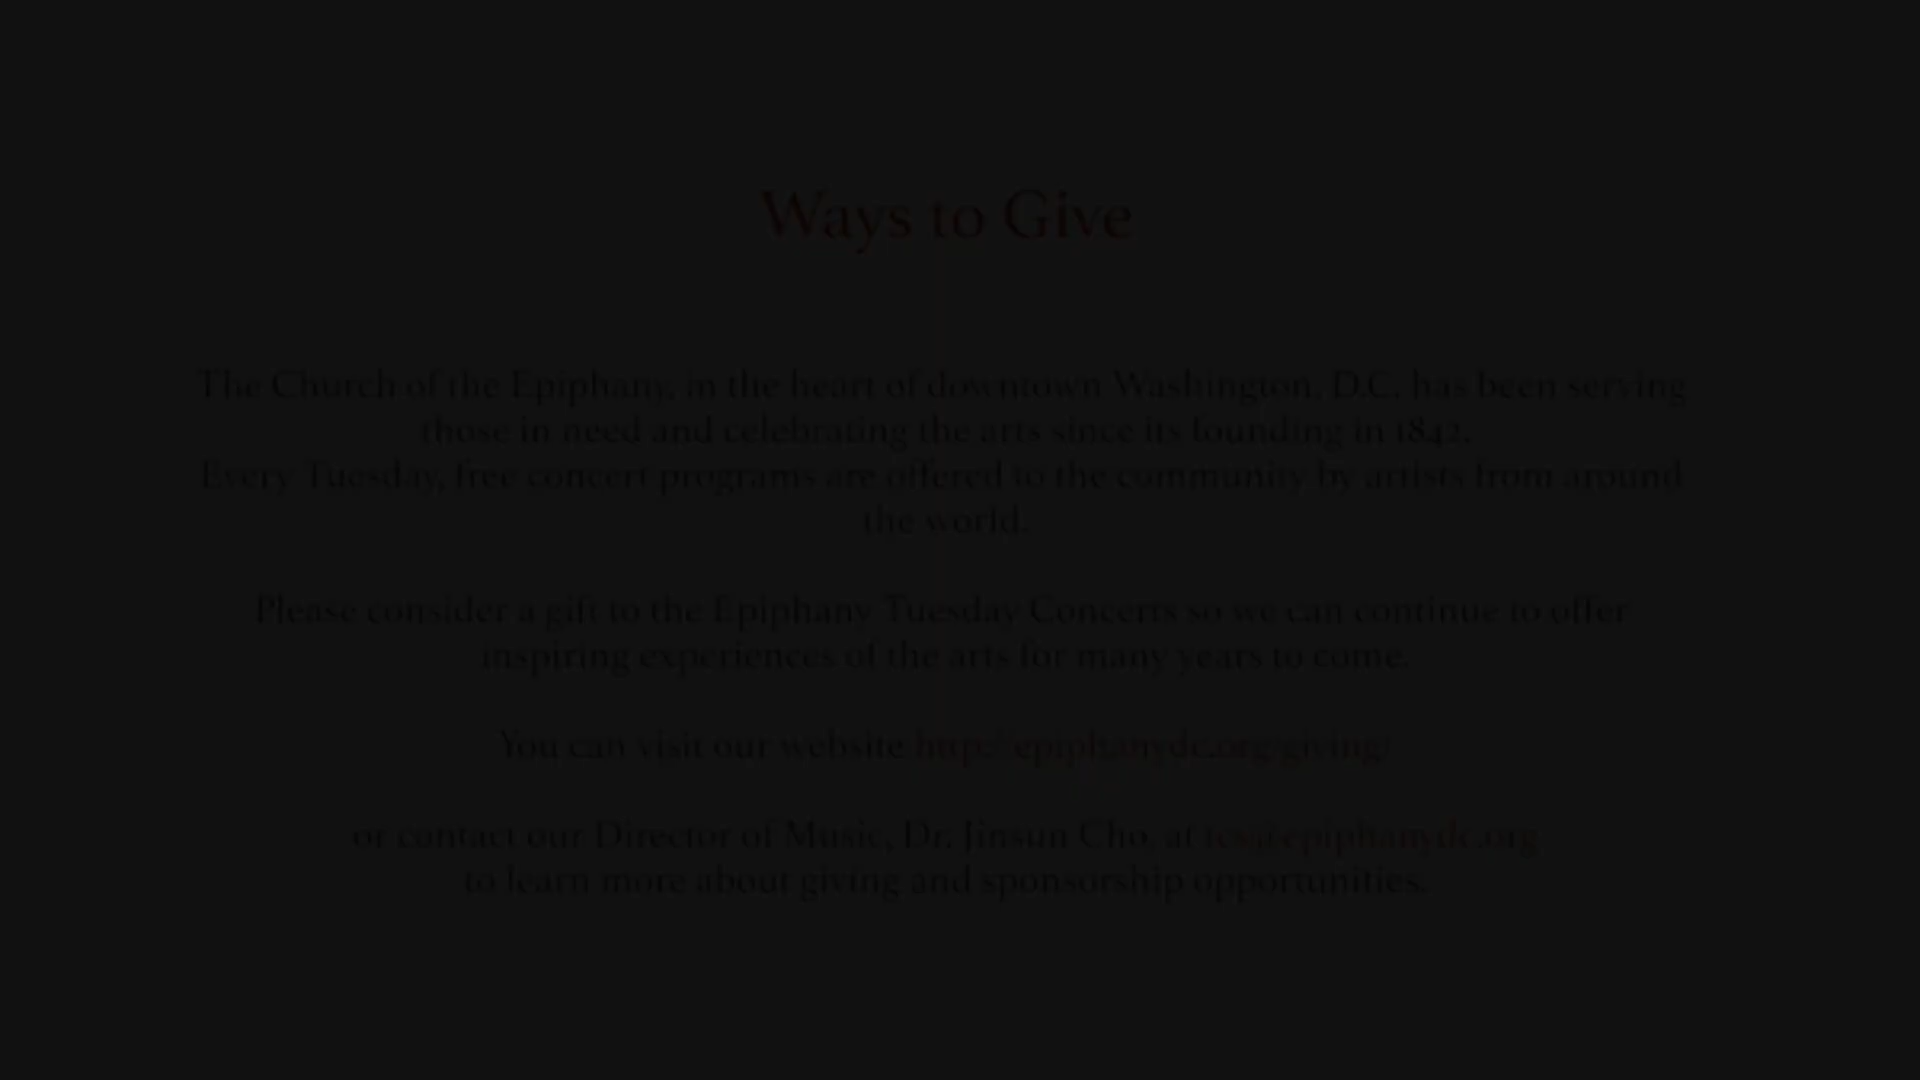 Ways to Give
The Church of the Epiphany, in the heart of downtown Washington, D.C. has been serving
those in need and celebrating the arts since its founding in 1842.
Every Tuesday, free concert programs are offered to the community by artists from around
the world.
Please consider a gift to the Epiphany Tuesday Concerts so we can continue to offer
inspiring experiences of the arts for many years to come.
You can visit our website http://epiphanydc.org/giving/
or contact our Director of Music, Dr. Jinsun Cho, at
to learn more about giving and sponsorship opportunities.